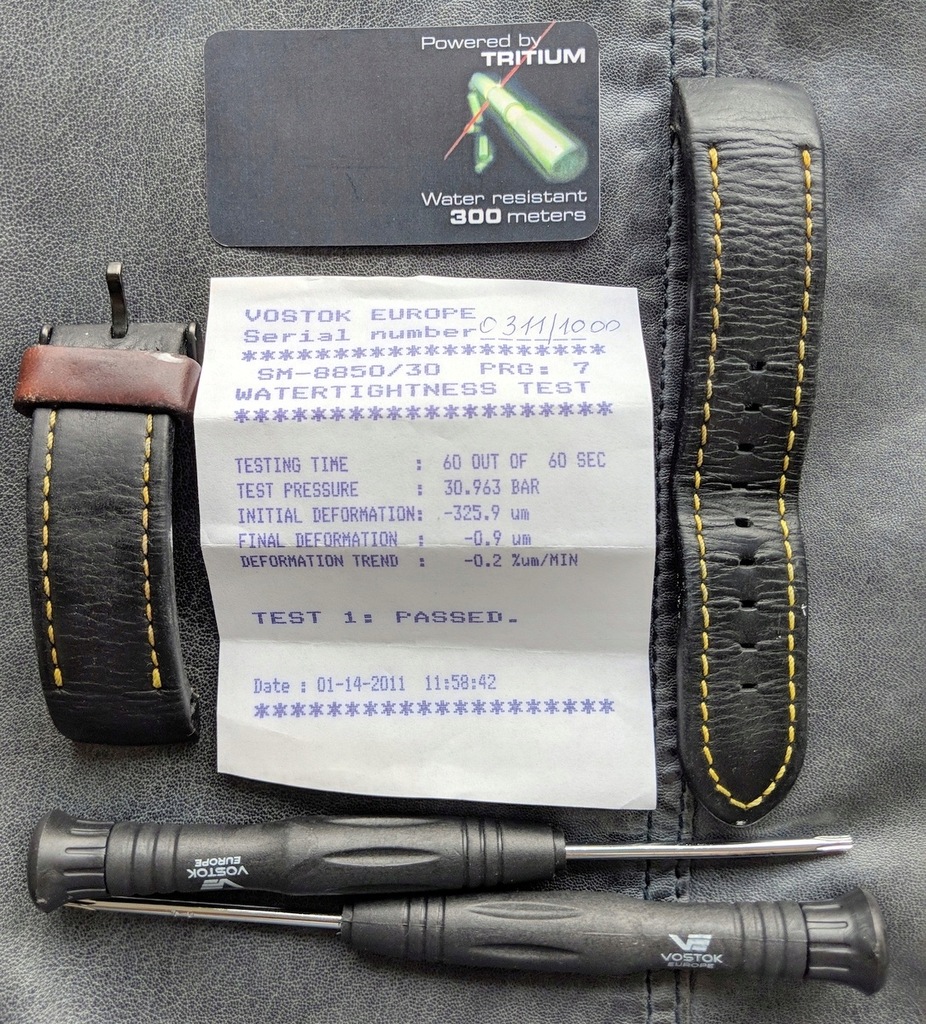 Powered by
TRITIUM
Water resistant
300 meters
VOSTOK EUROPE
Serial number 0311/1000
********************
SM-8850/30 PRG: 7
WATERTIGHTNESS TEST
********************
TESTING TIME : 60 OUT OF 60 SEC
TEST PRESSURE : 30.963 BAR
INITIAL DEFORMATION: -325.9 um
FINAL DEFORMATION : -0.9 um
DEFORMATION TREND : -0.2 %um/MIN
TEST 1: PASSED.
Date : 01-14-2011 11:58:42
********************
VOSTOK
EUROPE
VOSTOK
EUROPE